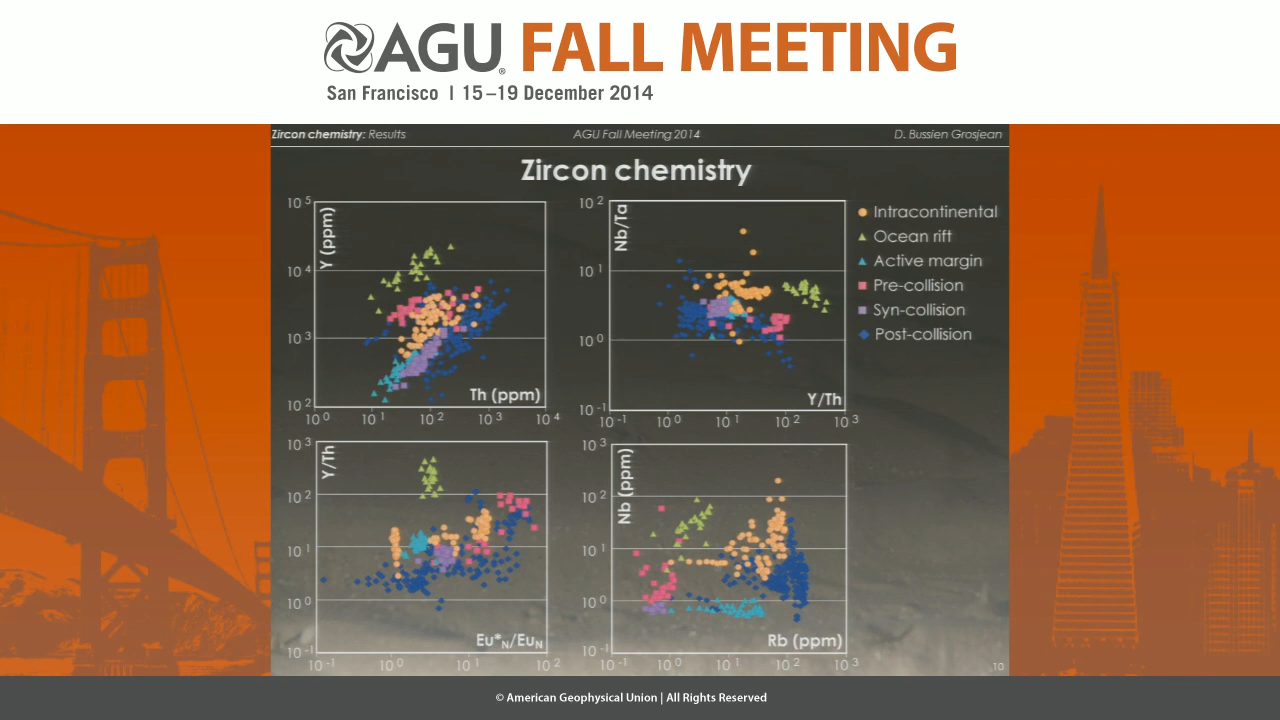 AGU® FALL MEETING
San Francisco | 15–19 December 2014
Zircon chemistry: Results AGU Fall Meeting 2014 D. Bussien Grosjean
Zircon chemistry
Y (ppm)
10^5
10^4
10^3
10^2
10^0 10^1 10^2 10^3 10^4
Th (ppm)
Nb/Ta
10^2
10^1
10^0
10^-1
10^-1 10^0 10^1 10^2 10^3
Y/Th
Intracontinental
Ocean rift
Active margin
Pre-collision
Syn-collision
Post-collision
Y/Th
10^3
10^2
10^1
10^0
10^-1
10^-1 10^0 10^1 10^2
Eu*N/EuN
Nb (ppm)
10^3
10^2
10^1
10^0
10^-1
10^-1 10^0 10^1 10^2 10^3
Rb (ppm)
10
© American Geophysical Union | All Rights Reserved